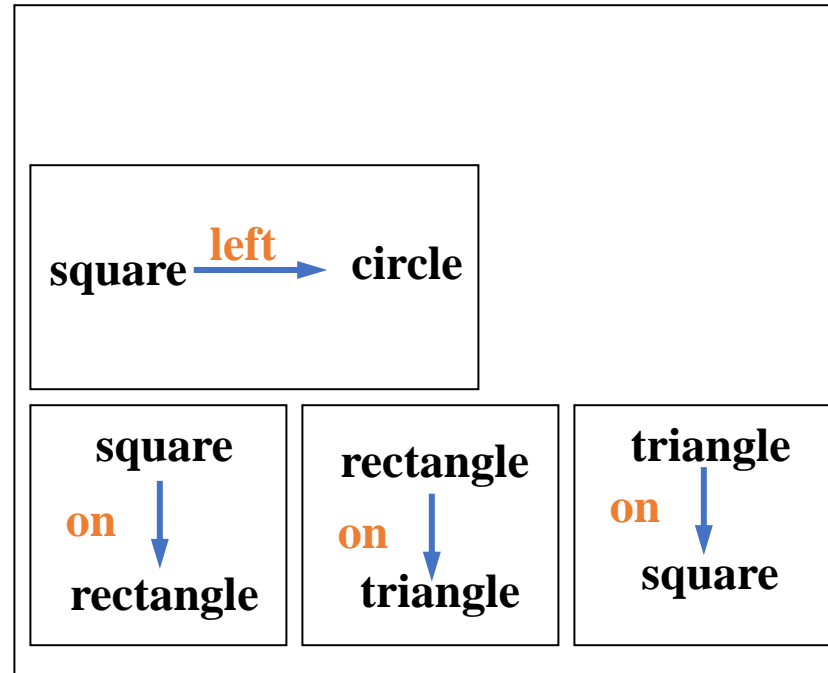 left
square circle
square
on
rectangle
rectangle
on
triangle
triangle
on
square